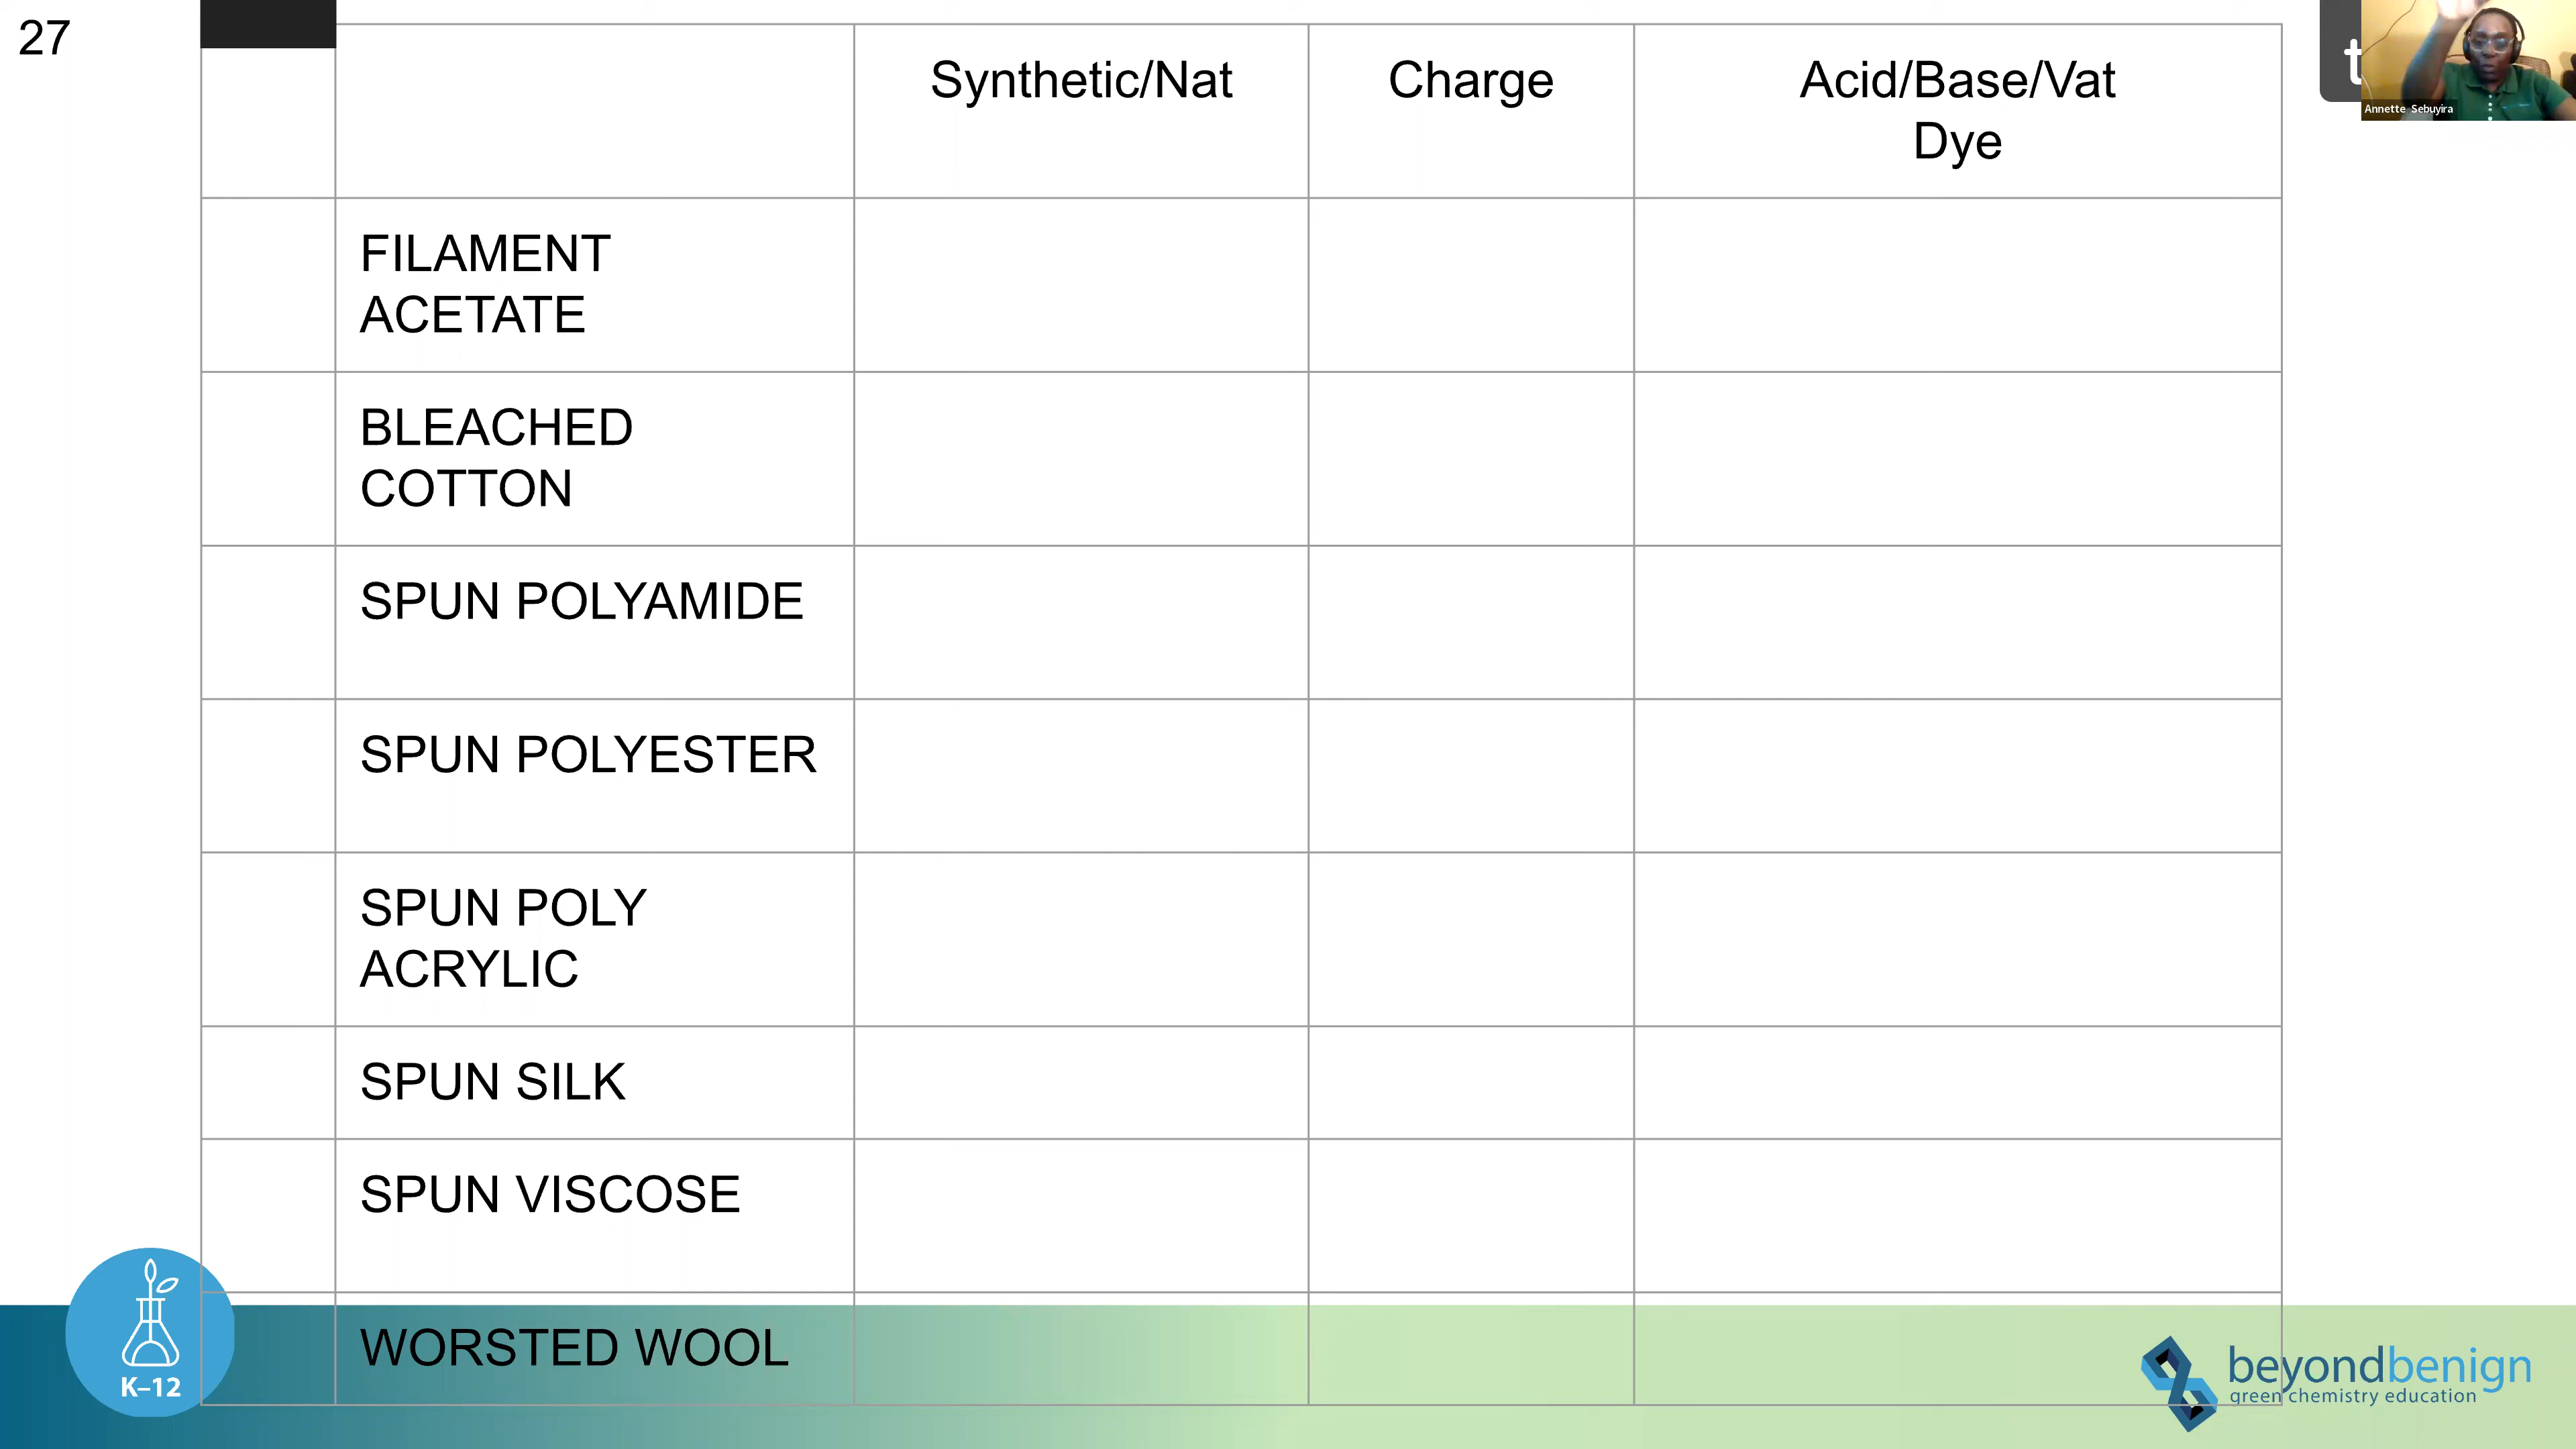 27
Synthetic/Nat
Charge
Acid/Base/Vat
Dye
t
Annette Sebuyira
FILAMENT
ACETATE
BLEACHED
COTTON
SPUN POLYAMIDE
SPUN POLYESTER
SPUN POLY
ACRYLIC
SPUN SILK
SPUN VISCOSE
WORSTED WOOL
K–12
beyondbenign
green chemistry education